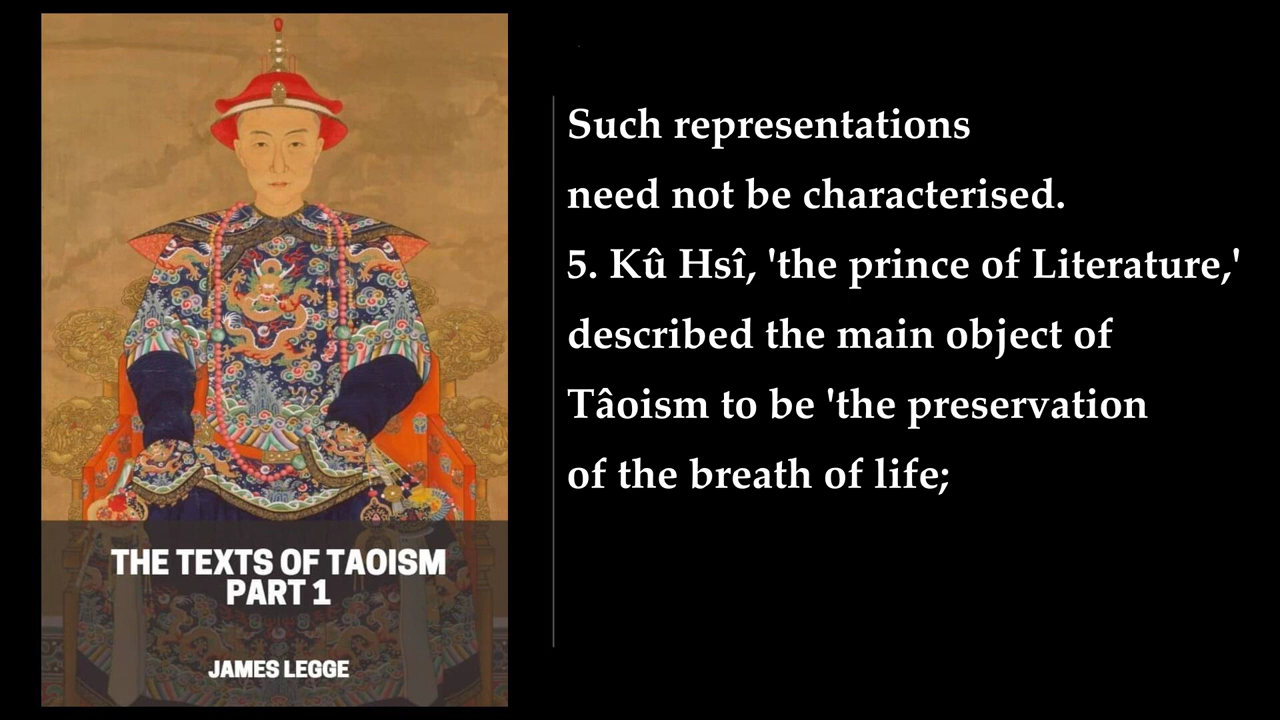 THE TEXTS OF TAOISM
PART 1
JAMES LEGGE
Such representations
need not be characterised.
5. Kû Hsî, 'the prince of Literature,'
described the main object of
Tâoism to be 'the preservation
of the breath of life;